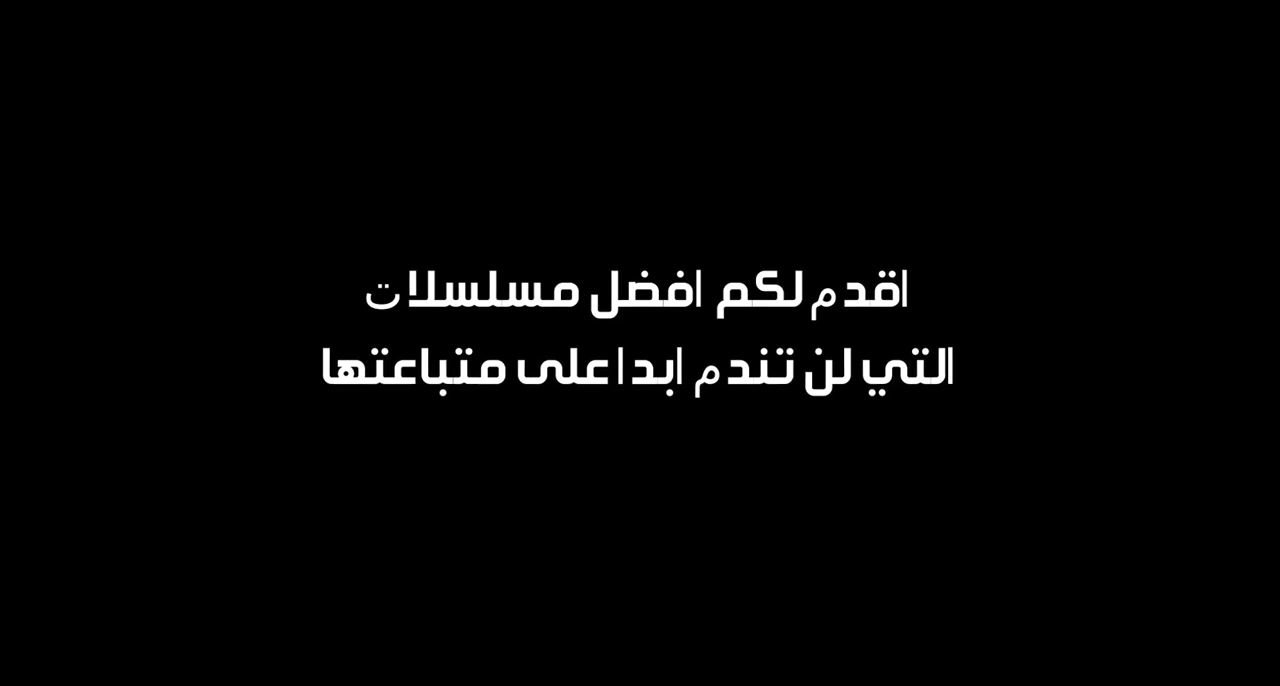 اقدم لكم افضل مسلسلات
التي لن تندم ابدا على متباعتها